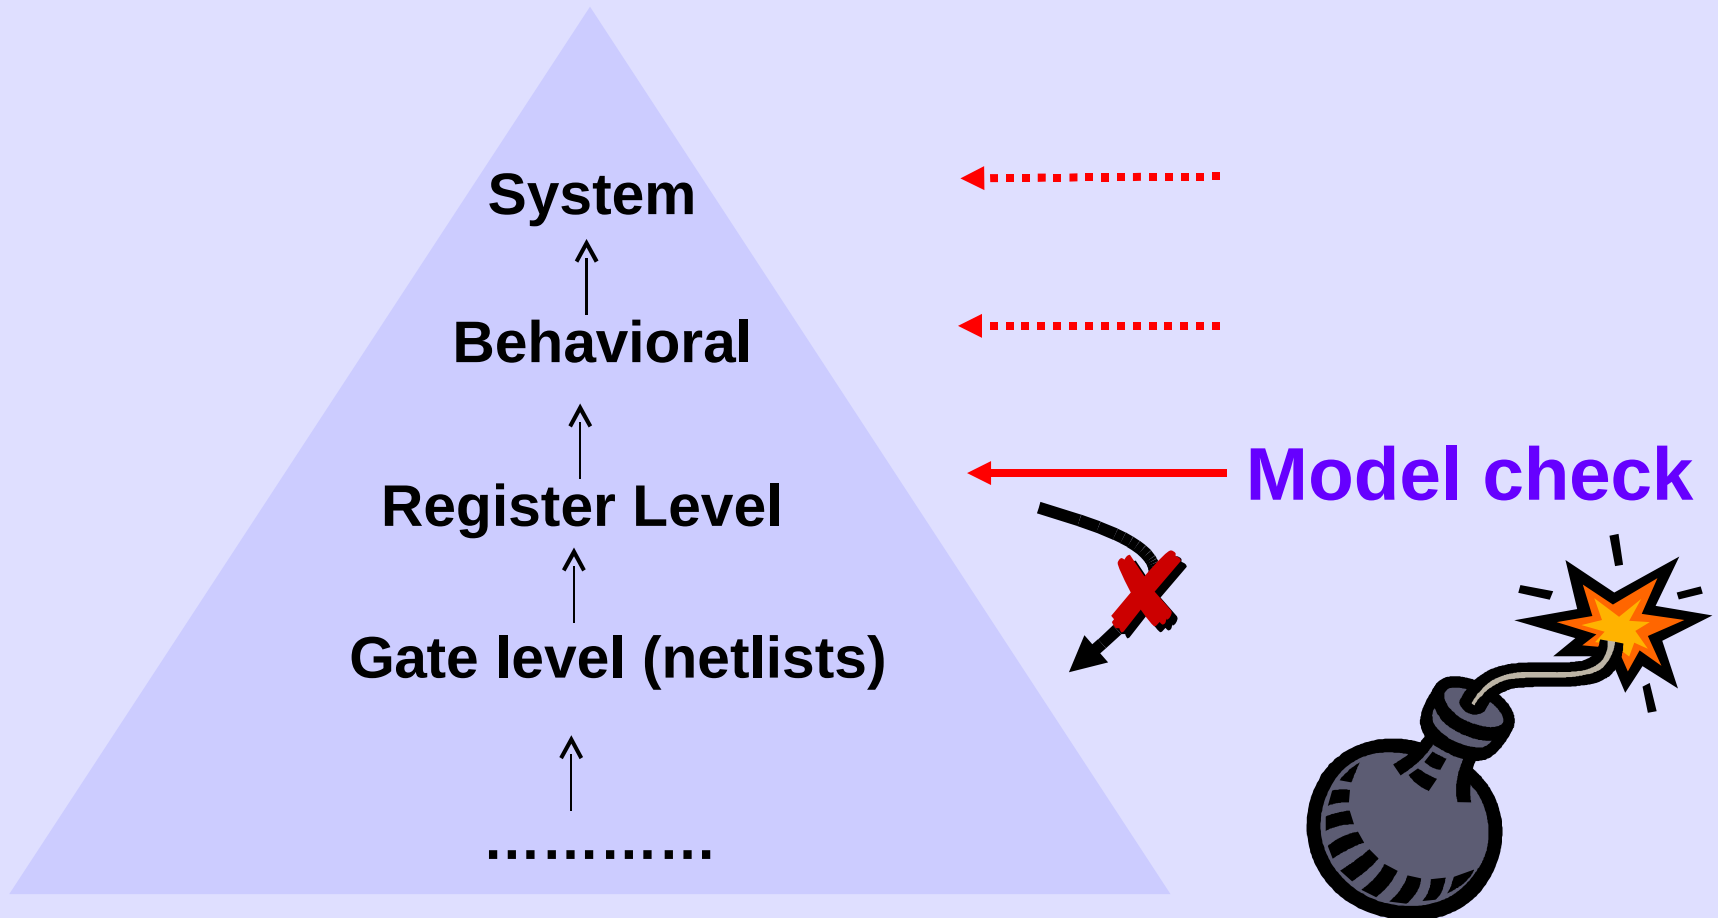 System
Behavioral
Register Level
Model check
Gate level (netlists)
…………